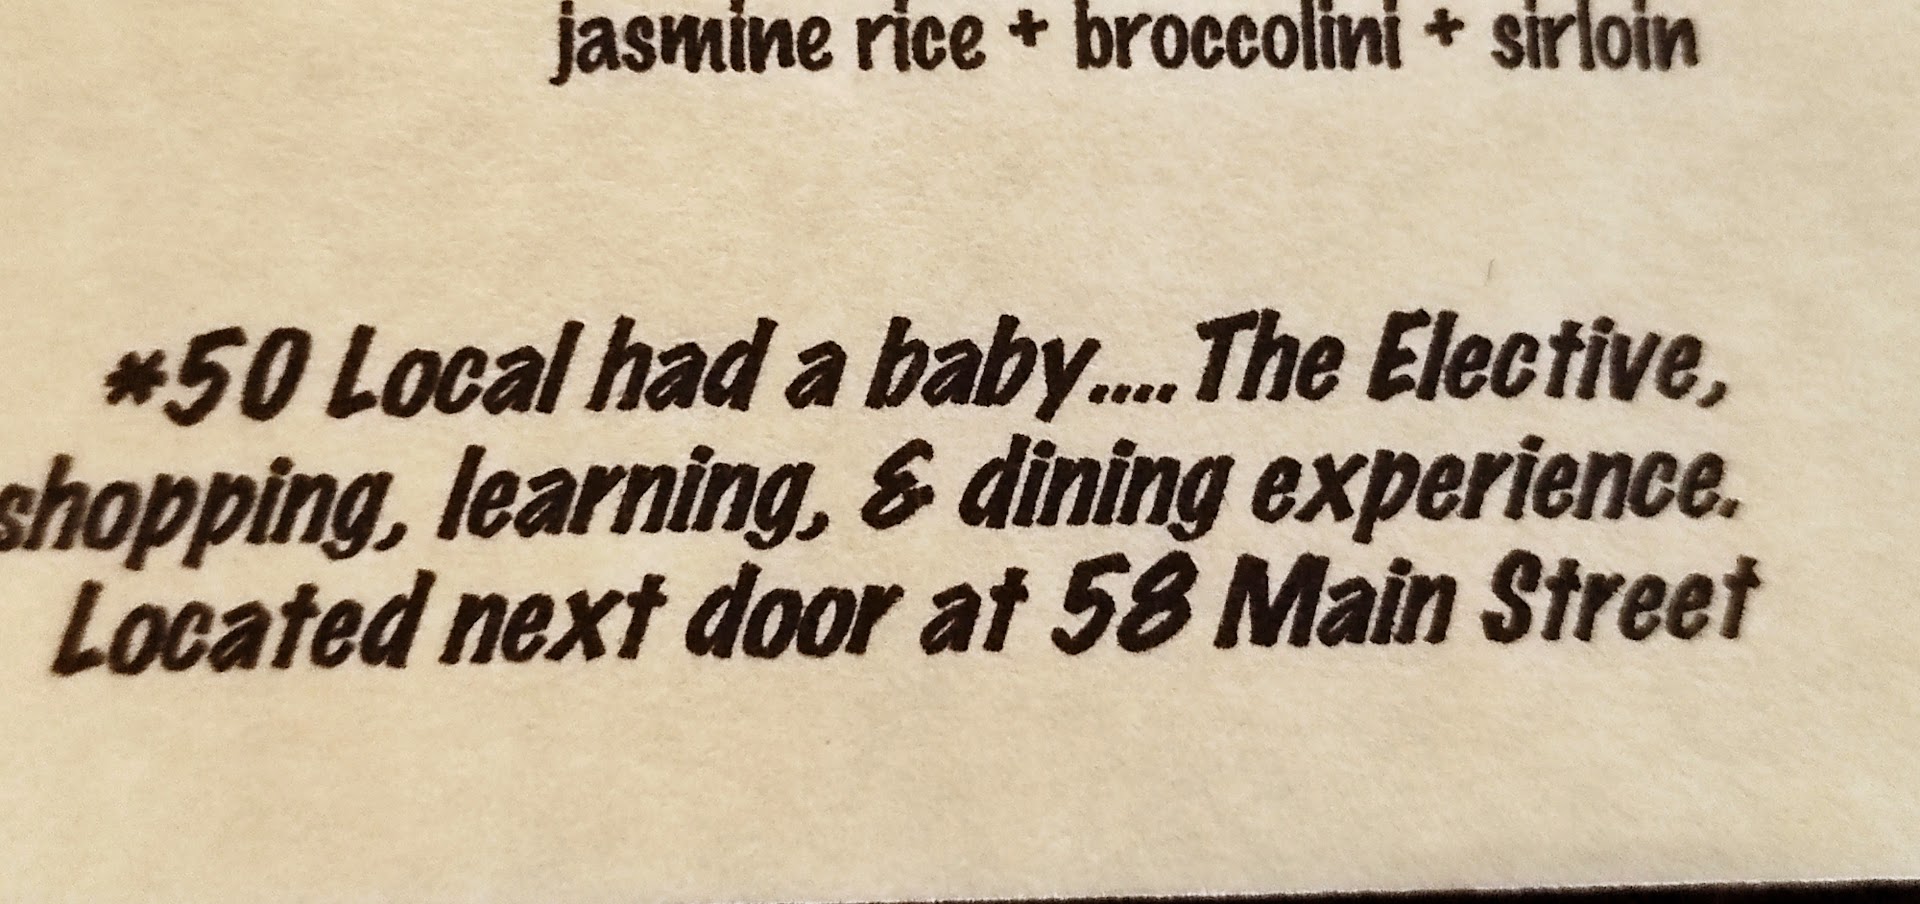 jasmine rice + broccolini + sirloin
*50 Local had a baby....The Elective,
shopping, learning, & dining experience.
Located next door at 58 Main Street